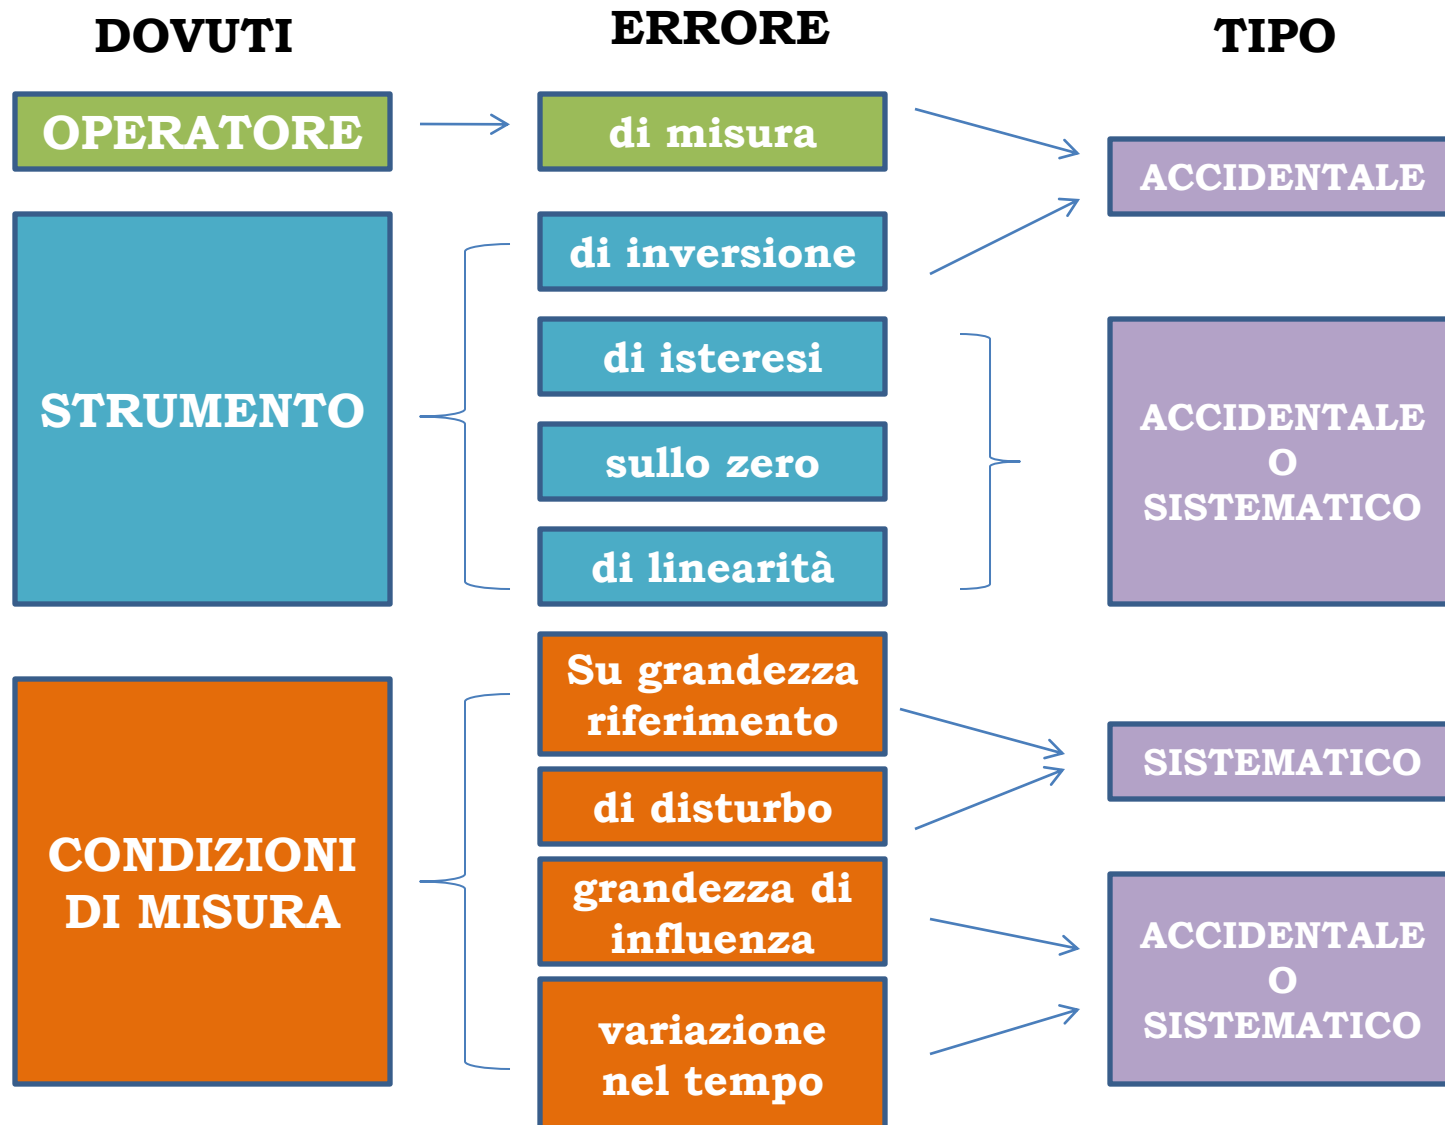 DOVUTI
ERRORE
TIPO
OPERATORE
di misura
ACCIDENTALE
STRUMENTO
di inversione
di isteresi
sullo zero
di linearità
ACCIDENTALE
O
SISTEMATICO
CONDIZIONI
DI MISURA
Su grandezza
riferimento
di disturbo
SISTEMATICO
grandezza di
influenza
variazione
nel tempo
ACCIDENTALE
O
SISTEMATICO